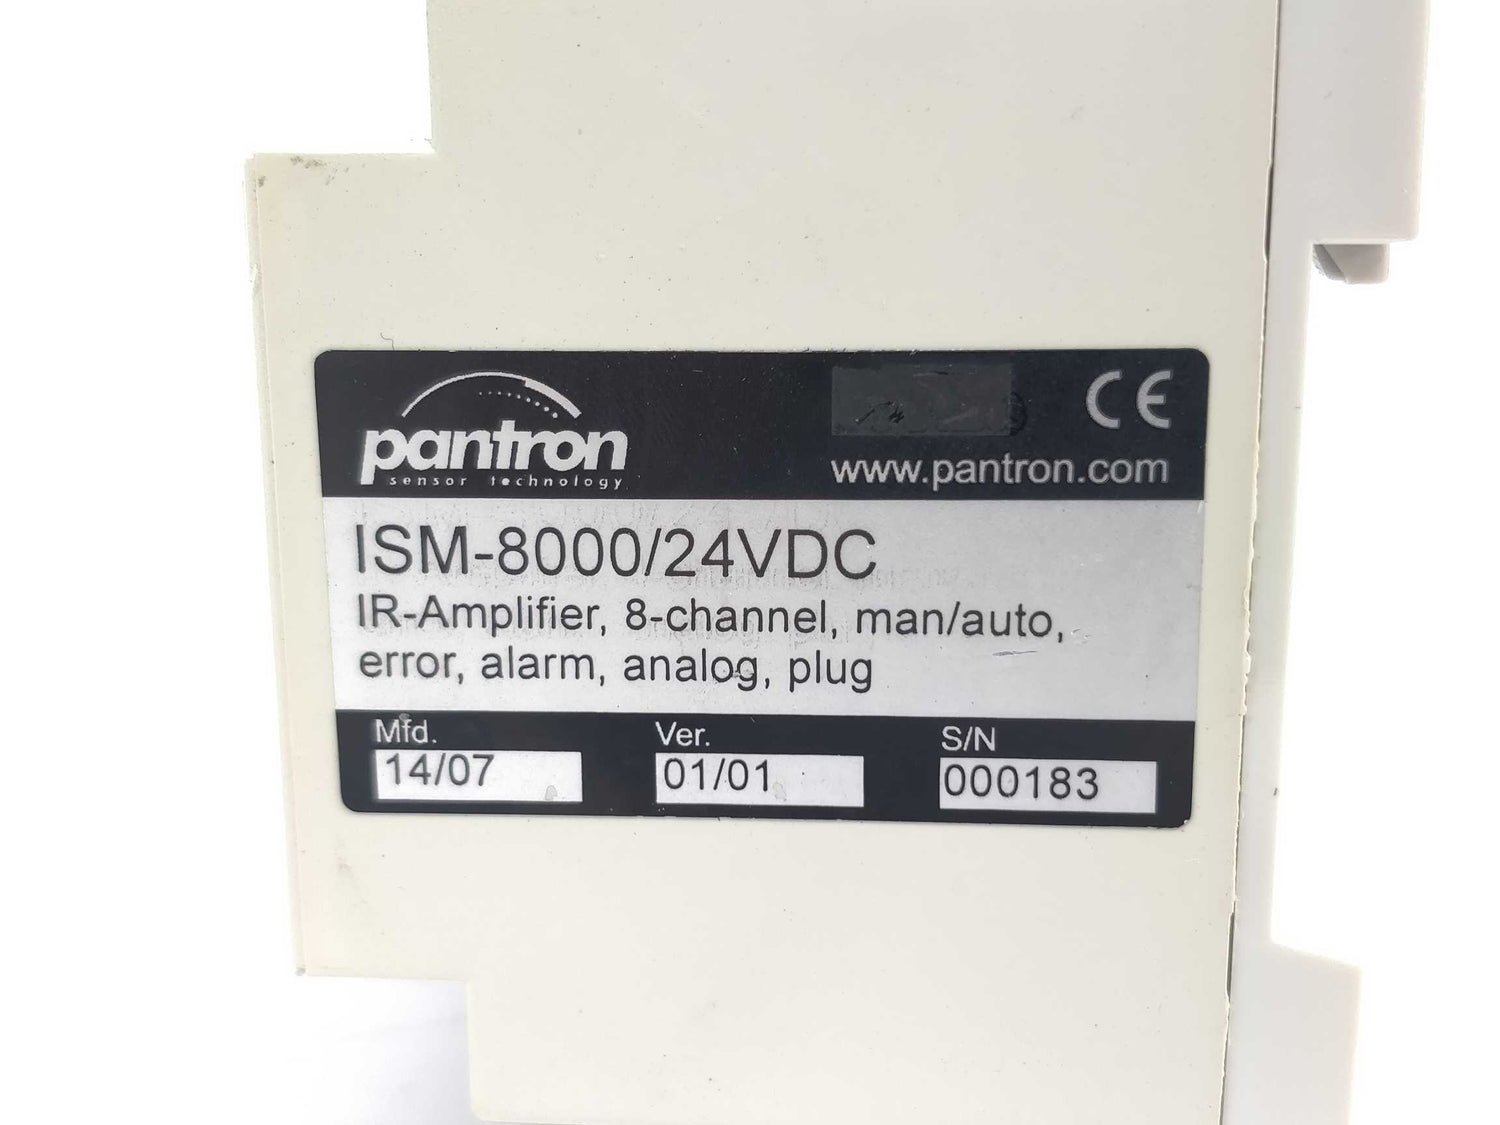 pantron
sensor technology
CE
www.pantron.com
ISM-8000/24VDC
IR-Amplifier, 8-channel, man/auto,
error, alarm, analog, plug
Mfd. Ver. S/N
14/07 01/01 000183